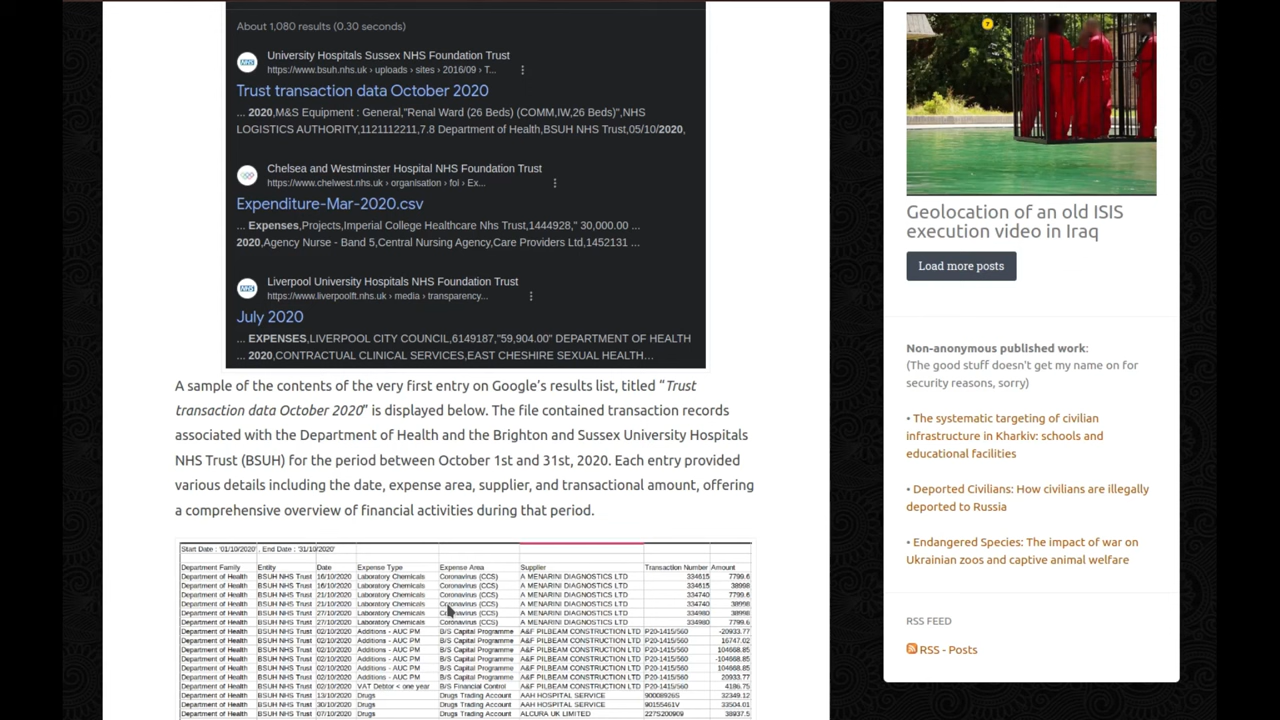 About 1,080 results (0.30 seconds)
University Hospitals Sussex NHS Foundation Trust
https://www.bsuh.nhs.uk › uploads › sites › 2016/09 › T...
Trust transaction data October 2020
... 2020,M&S Equipment : General,"Renal Ward (26 Beds) (COMM,IW,26 Beds)",NHS
LOGISTICS AUTHORITY,1121112211,7.8 Department of Health,BSUH NHS Trust,05/10/2020,
Chelsea and Westminster Hospital NHS Foundation Trust
https://www.chelwest.nhs.uk › organisation › foi › Ex...
Expenditure-Mar-2020.csv
... Expenses,Projects,Imperial College Healthcare Nhs Trust,1444928," 30,000.00 ...
2020,Agency Nurse - Band 5,Central Nursing Agency,Care Providers Ltd,1452131 ...
Liverpool University Hospitals NHS Foundation Trust
https://www.liverpoolft.nhs.uk › media › transparency...
July 2020
... EXPENSES,LIVERPOOL CITY COUNCIL,6149187,"59,904.00" DEPARTMENT OF HEALTH
... 2020,CONTRACTUAL CLINICAL SERVICES,EAST CHESHIRE SEXUAL HEALTH...
A sample of the contents of the very first entry on Google's results list, titled “Trust
transaction data October 2020” is displayed below. The file contained transaction records
associated with the Department of Health and the Brighton and Sussex University Hospitals
NHS Trust (BSUH) for the period between October 1st and 31st, 2020. Each entry provided
various details including the date, expense area, supplier, and transactional amount, offering
a comprehensive overview of financial activities during that period.
Start Date : '01/10/2020' , End Date : '31/10/2020'
Department Family Entity Date Expense Type Expense Area Supplier Transaction Number Amount
Department of Health BSUH NHS Trust 16/10/2020 Laboratory Chemicals Coronavirus (CCS) A MENARINI DIAGNOSTICS LTD 334615 7799.6
Department of Health BSUH NHS Trust 16/10/2020 Laboratory Chemicals Coronavirus (CCS) A MENARINI DIAGNOSTICS LTD 334615 38998
Department of Health BSUH NHS Trust 21/10/2020 Laboratory Chemicals Coronavirus (CCS) A MENARINI DIAGNOSTICS LTD 334740 7799.6
Department of Health BSUH NHS Trust 21/10/2020 Laboratory Chemicals Coronavirus (CCS) A MENARINI DIAGNOSTICS LTD 334740 38998
Department of Health BSUH NHS Trust 27/10/2020 Laboratory Chemicals Coronavirus (CCS) A MENARINI DIAGNOSTICS LTD 334980 38998
Department of Health BSUH NHS Trust 27/10/2020 Laboratory Chemicals Coronavirus (CCS) A MENARINI DIAGNOSTICS LTD 334980 7799.6
Department of Health BSUH NHS Trust 02/10/2020 Additions - AUC PM B/S Capital Programme A&F PILBEAM CONSTRUCTION LTD P20-1415/560 -20933.77
Department of Health BSUH NHS Trust 02/10/2020 Additions - AUC PM B/S Capital Programme A&F PILBEAM CONSTRUCTION LTD P20-1415/560 16747.02
Department of Health BSUH NHS Trust 02/10/2020 Additions - AUC PM B/S Capital Programme A&F PILBEAM CONSTRUCTION LTD P20-1415/560 104668.85
Department of Health BSUH NHS Trust 02/10/2020 Additions - AUC PM B/S Capital Programme A&F PILBEAM CONSTRUCTION LTD P20-1415/560 -104668.85
Department of Health BSUH NHS Trust 02/10/2020 Additions - AUC PM B/S Capital Programme A&F PILBEAM CONSTRUCTION LTD P20-1415/560 104668.85
Department of Health BSUH NHS Trust 02/10/2020 Additions - AUC PM B/S Capital Programme A&F PILBEAM CONSTRUCTION LTD P20-1415/560 20933.77
Department of Health BSUH NHS Trust 02/10/2020 VAT Debtor < one year B/S Financial Control A&F PILBEAM CONSTRUCTION LTD P20-1415/560 4186.75
Department of Health BSUH NHS Trust 13/10/2020 Drugs Drugs Trading Account AAH HOSPITAL SERVICE 90008926S 32349.12
Department of Health BSUH NHS Trust 30/10/2020 Drugs Drugs Trading Account AAH HOSPITAL SERVICE 90155461V 33504.01
Department of Health BSUH NHS Trust 07/10/2020 Drugs Drugs Trading Account ALCURA UK LIMITED 227S200909 38937.5
Geolocation of an old ISIS
execution video in Iraq
Load more posts
Non-anonymous published work:
(The good stuff doesn't get my name on for
security reasons, sorry)
• The systematic targeting of civilian
infrastructure in Kharkiv: schools and
educational facilities
• Deported Civilians: How civilians are illegally
deported to Russia
• Endangered Species: The impact of war on
Ukrainian zoos and captive animal welfare
RSS FEED
RSS - Posts